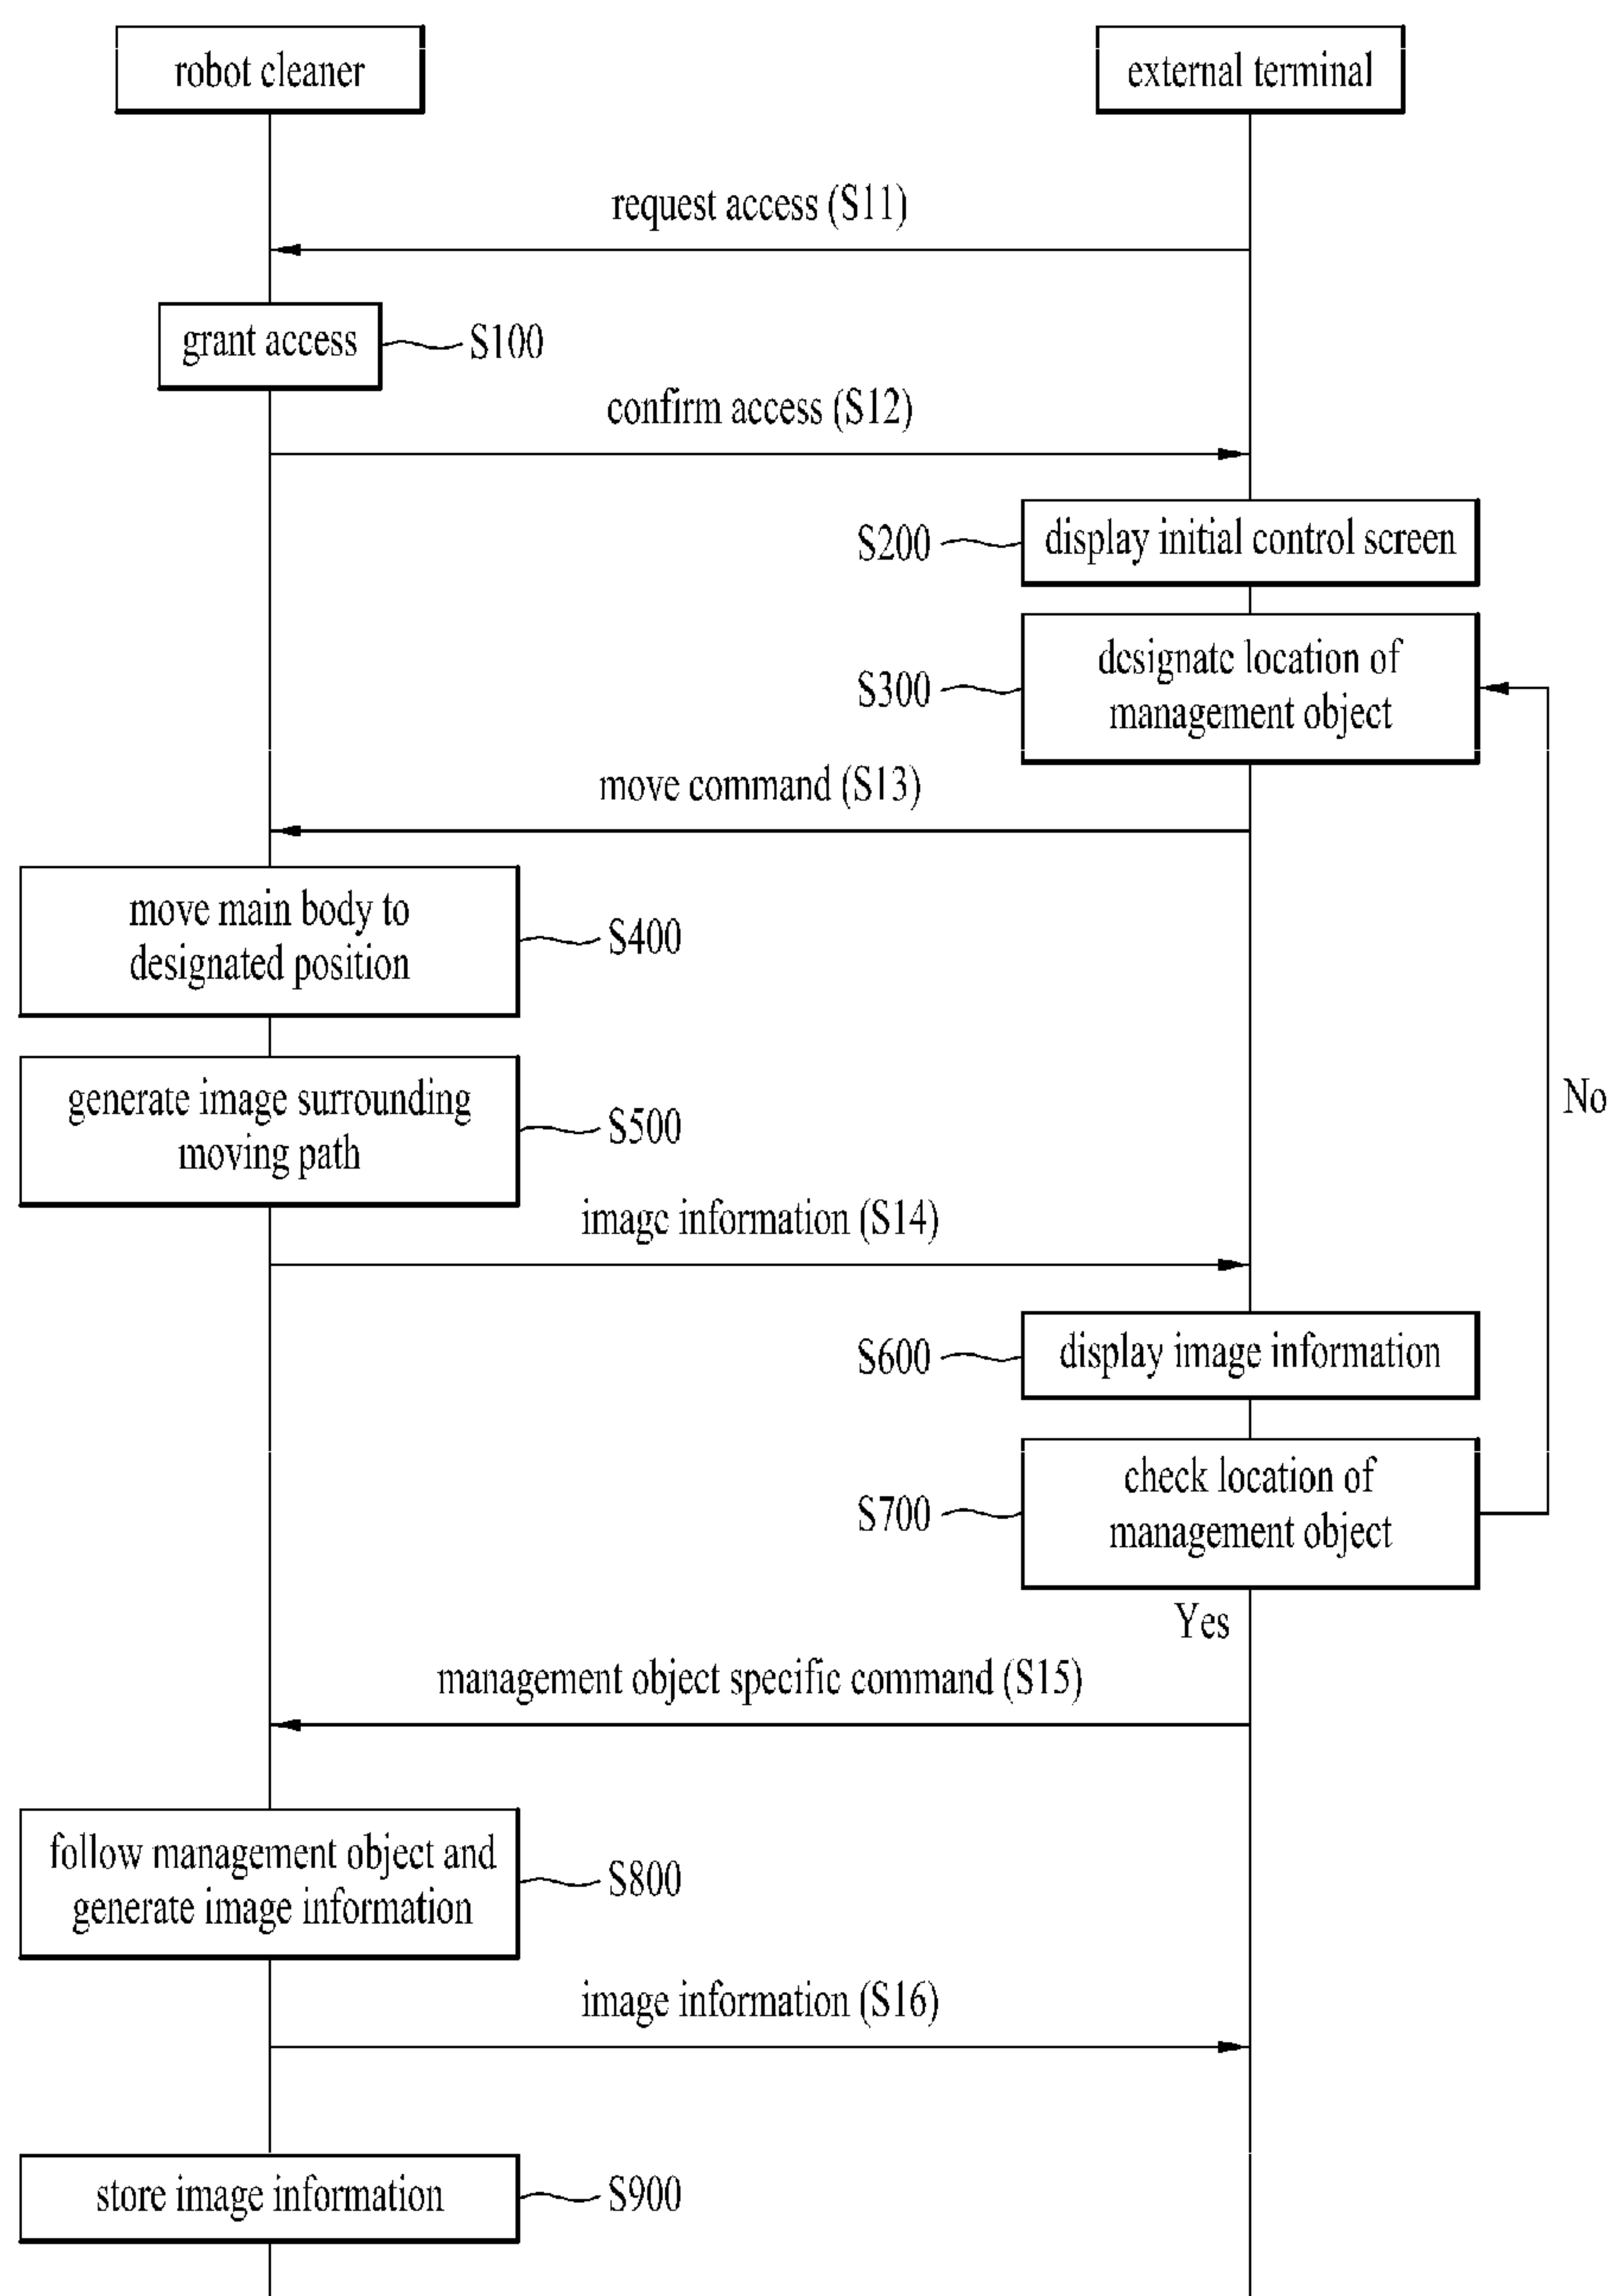 robot cleaner
external terminal
request access (S11)
grant access
S100
confirm access (S12)
S200
display initial control screen
S300
designate location of
management object
move command (S13)
move main body to
designated position
S400
generate image surrounding
moving path
S500
No
image information (S14)
S600
display image information
S700
check location of
management object
Yes
management object specific command (S15)
follow management object and
generate image information
S800
image information (S16)
store image information
S900